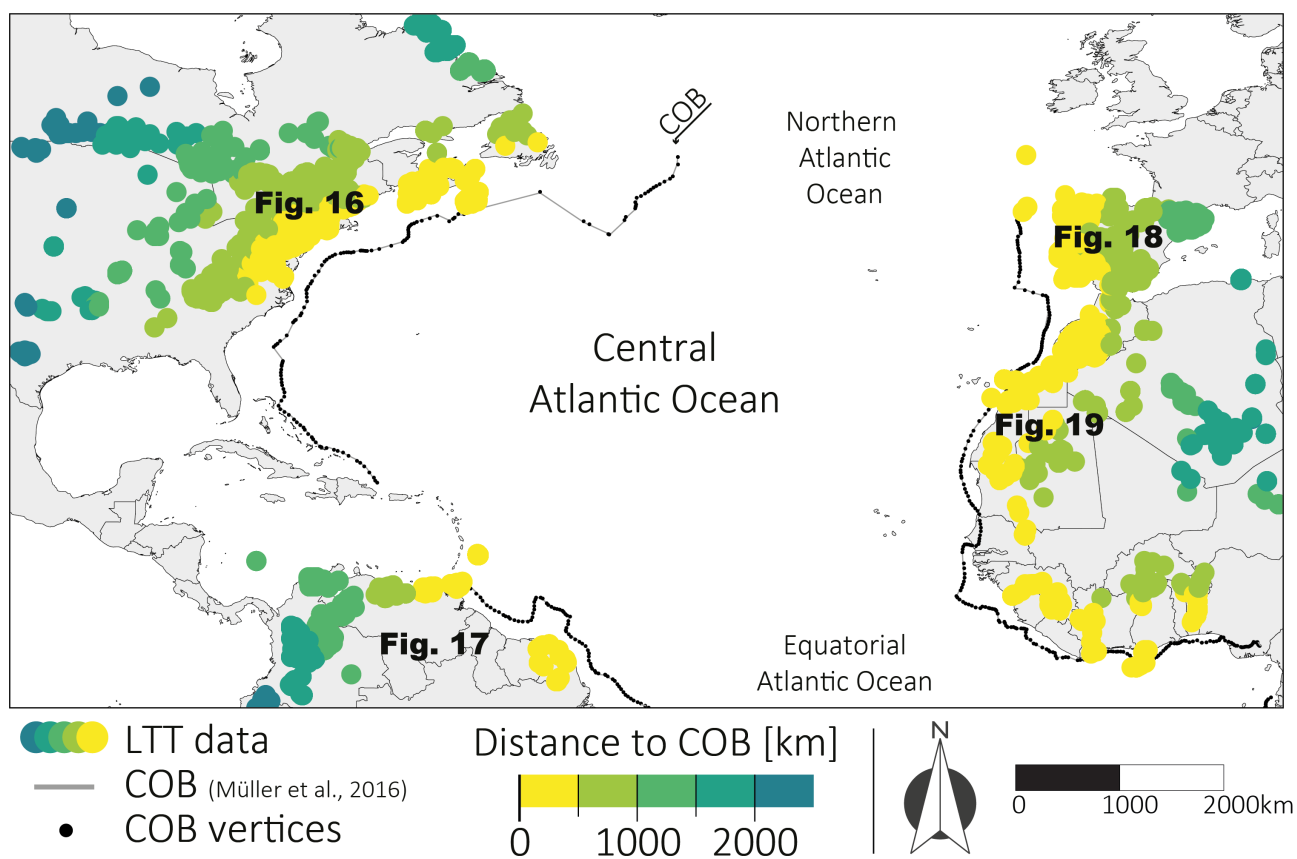 COB
Northern
Atlantic
Ocean
Fig. 16
Fig. 18
Central
Atlantic Ocean
Fig. 19
Fig. 17
Equatorial
Atlantic Ocean
LTT data
COB (Müller et al., 2016)
COB vertices
Distance to COB [km]
0 1000 2000
N
0 1000 2000km